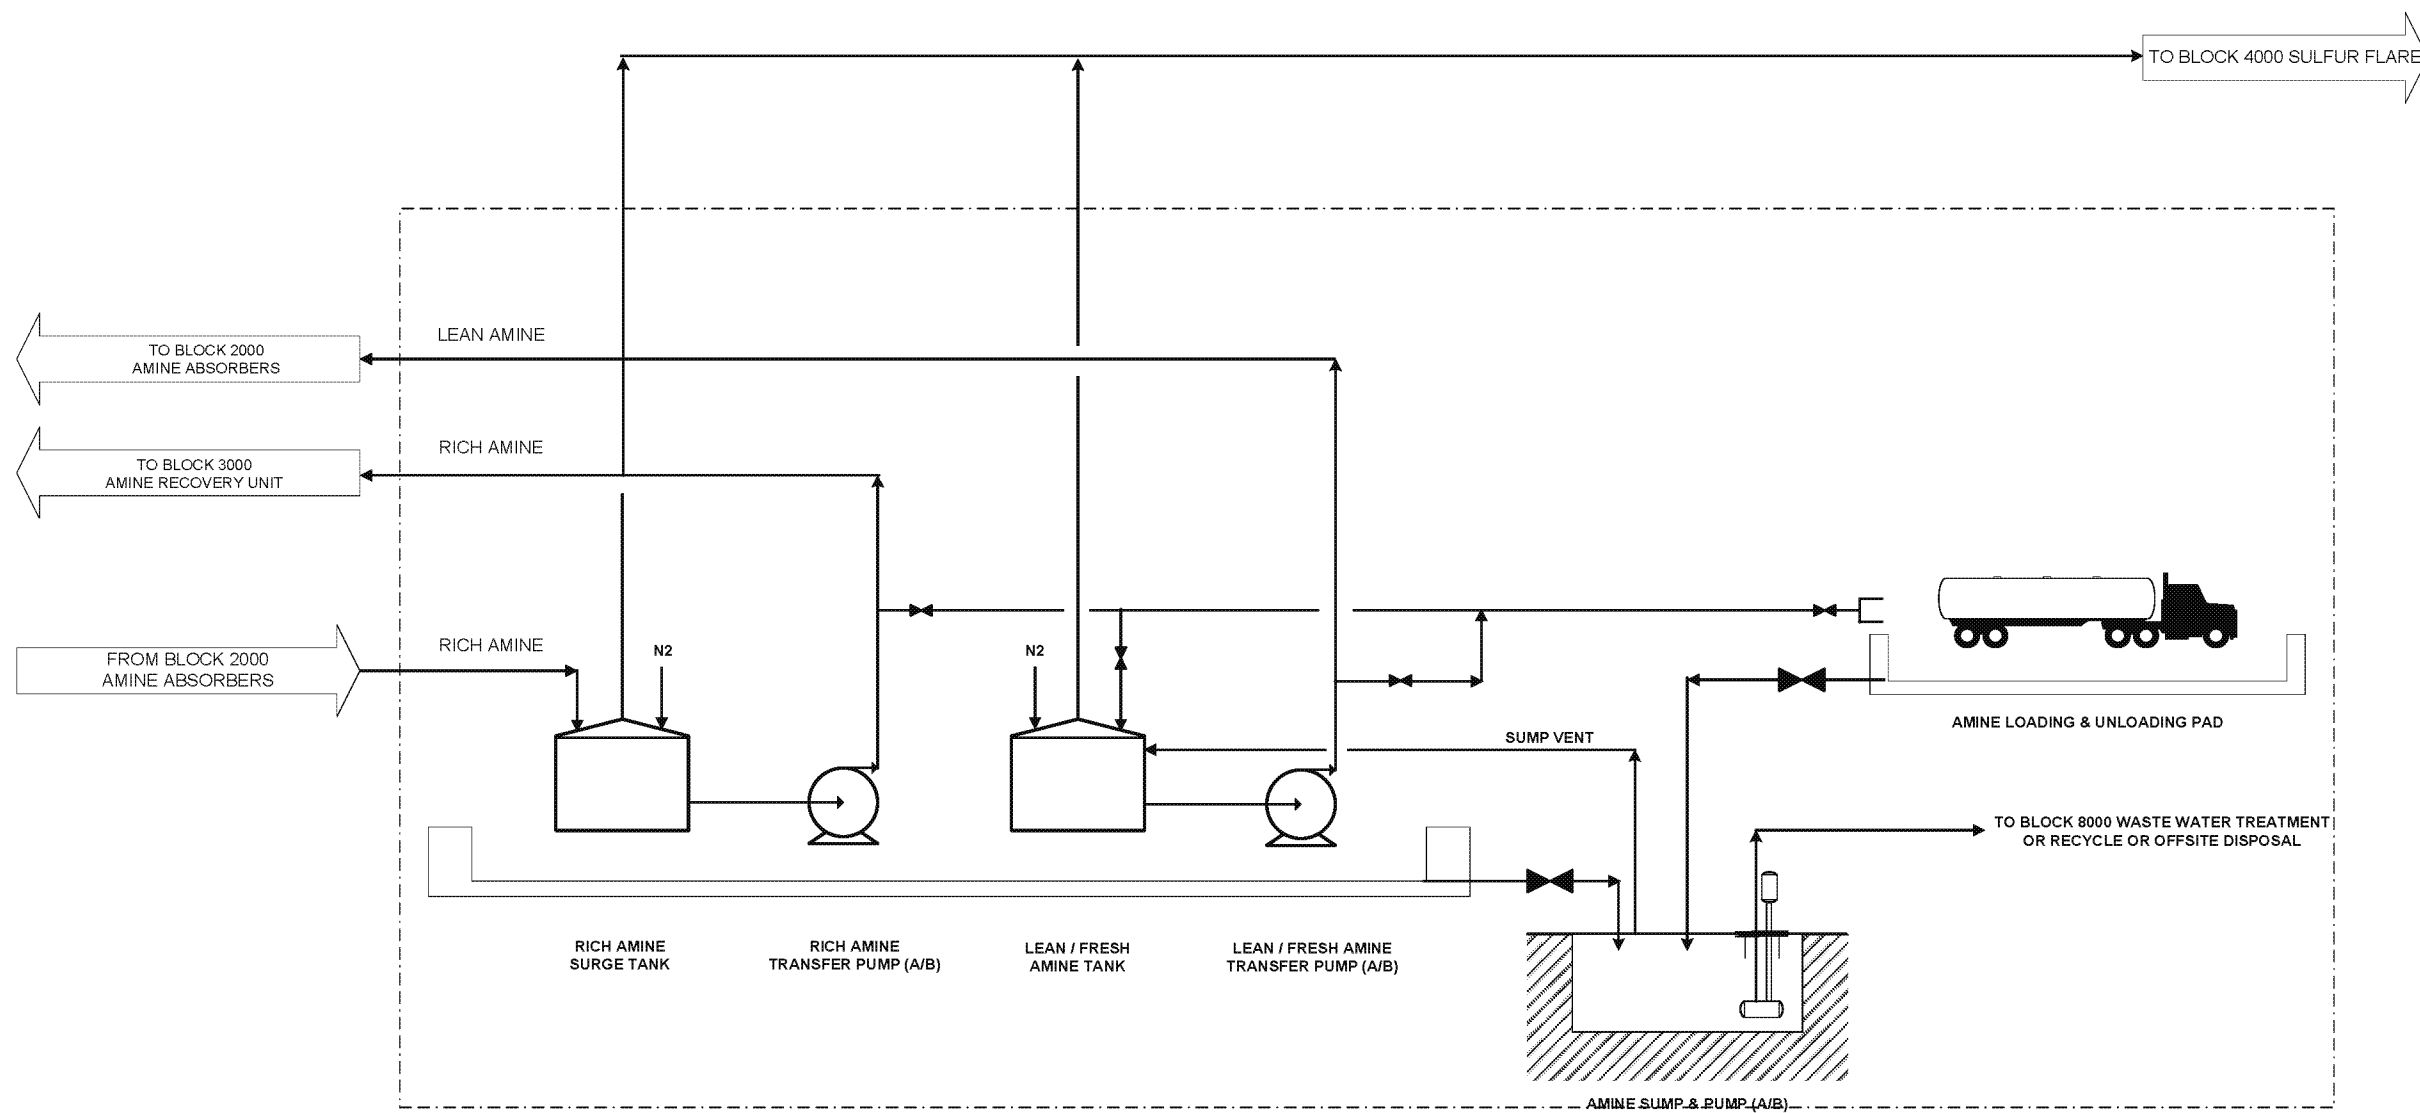 TO BLOCK 4000 SULFUR FLARE
LEAN AMINE
TO BLOCK 2000
AMINE ABSORBERS
RICH AMINE
TO BLOCK 3000
AMINE RECOVERY UNIT
RICH AMINE
FROM BLOCK 2000
AMINE ABSORBERS
N2
N2
AMINE LOADING & UNLOADING PAD
SUMP VENT
TO BLOCK 8000 WASTE WATER TREATMENT
OR RECYCLE OR OFFSITE DISPOSAL
RICH AMINE
SURGE TANK
RICH AMINE
TRANSFER PUMP (A/B)
LEAN / FRESH
AMINE TANK
LEAN / FRESH AMINE
TRANSFER PUMP (A/B)
AMINE SUMP & PUMP (A/B)